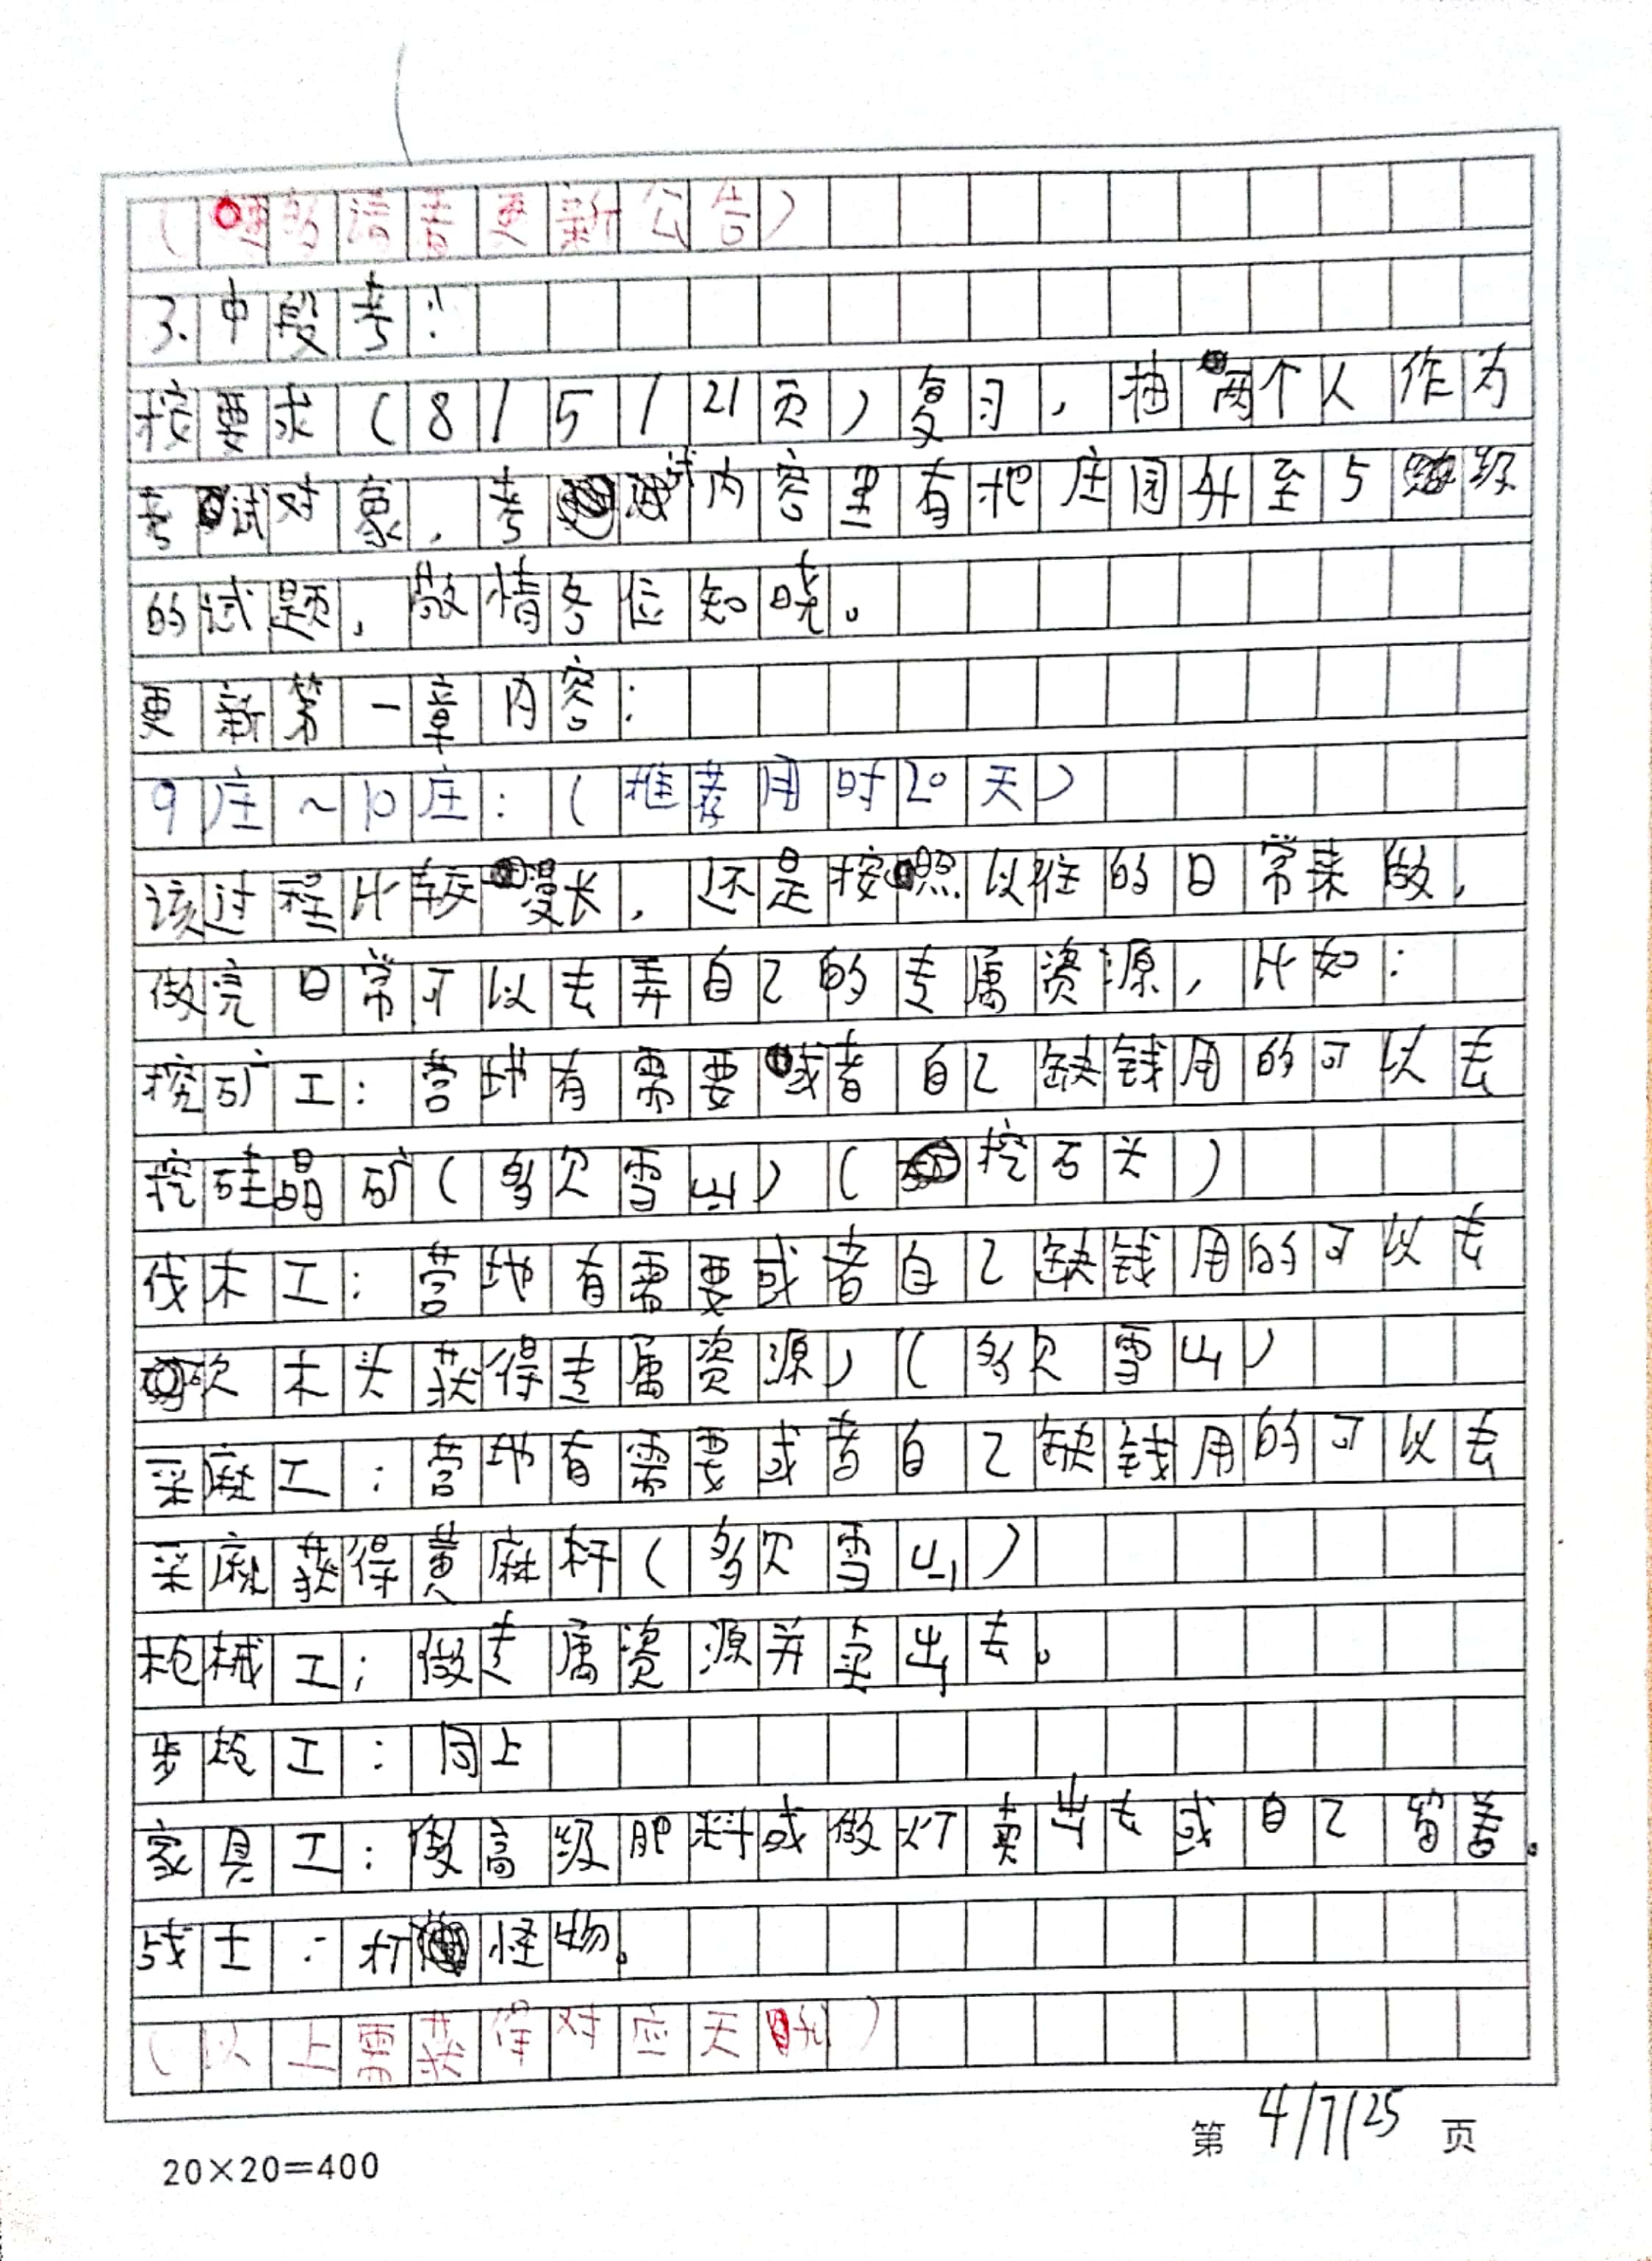 (更多请看更新公告)
3.中段考:
按要求(8/5/21页)复习,抽两个人作为
考试对象,考试内容里有把庄园升至5级
的试题,敬情各位知晓。
更新第一章内容:
9庄~10庄:(推荐用时20天)
该过程比较漫长,还是按照以往的日常来做,
做完日常可以去弄自己的专属资源,比如:
挖矿工:营地有需要或者自己缺钱用的可以去
挖硅晶矿(多贝雪山)(挖石头)
伐木工:营地有需要或者自己缺钱用的可以去
砍木头获得专属资源)(多贝雪山)
采麻工:营地有需要或者自己缺钱用的可以去
采麻获得黄麻杆(多贝雪山)
枪械工:做专属资源并卖出去。
步枪工:同上
家具工:做高级肥料或做灯卖出去或自己留着。
战士:打怪物。
(以上需获得对应天赋)
第4/7/25页
20×20=400